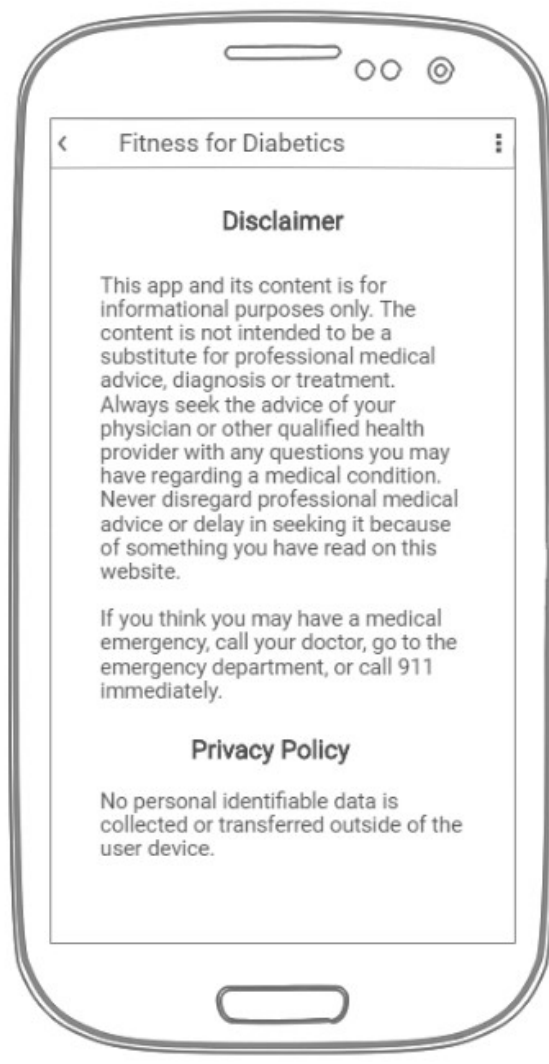 Fitness for Diabetics
Disclaimer
This app and its content is for
informational purposes only. The
content is not intended to be a
substitute for professional medical
advice, diagnosis or treatment.
Always seek the advice of your
physician or other qualified health
provider with any questions you may
have regarding a medical condition.
Never disregard professional medical
advice or delay in seeking it because
of something you have read on this
website.
If you think you may have a medical
emergency, call your doctor, go to the
emergency department, or call 911
immediately.
Privacy Policy
No personal identifiable data is
collected or transferred outside of the
user device.